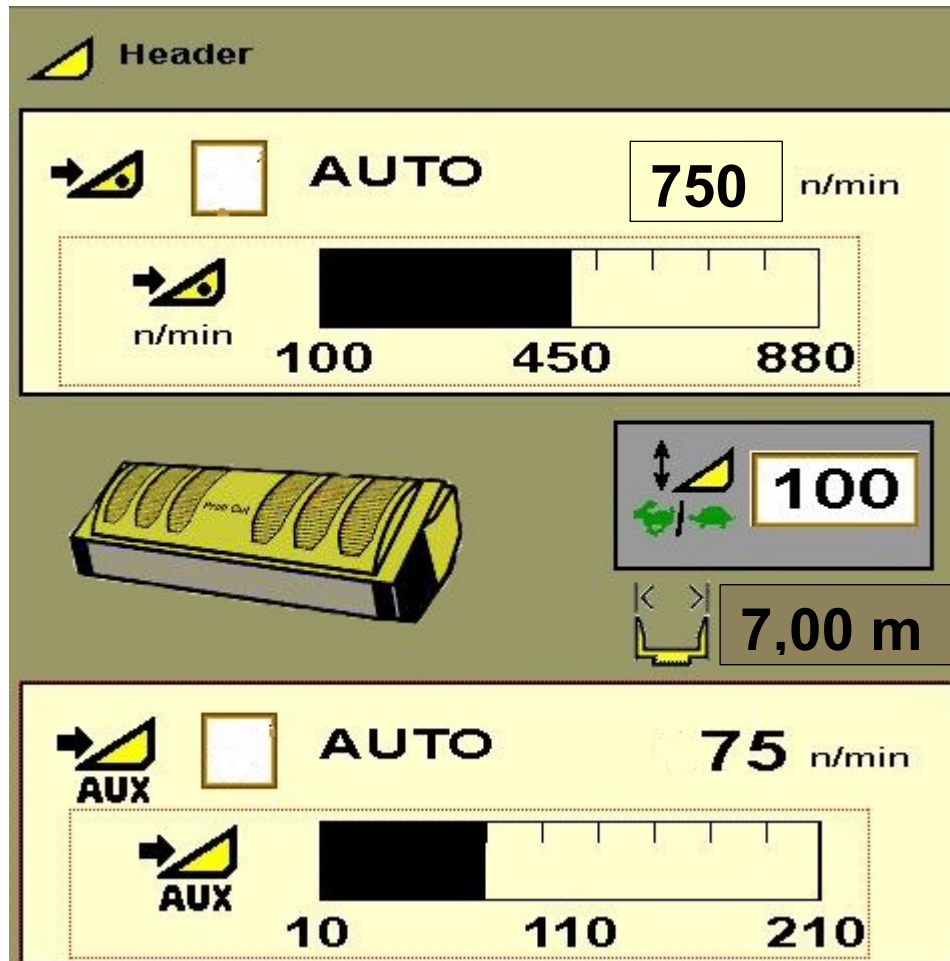 Header
AUTO 750 n/min
n/min
100 450 880
Profi Cut
100
7,00 m
AUX AUTO 75 n/min
AUX
10 110 210